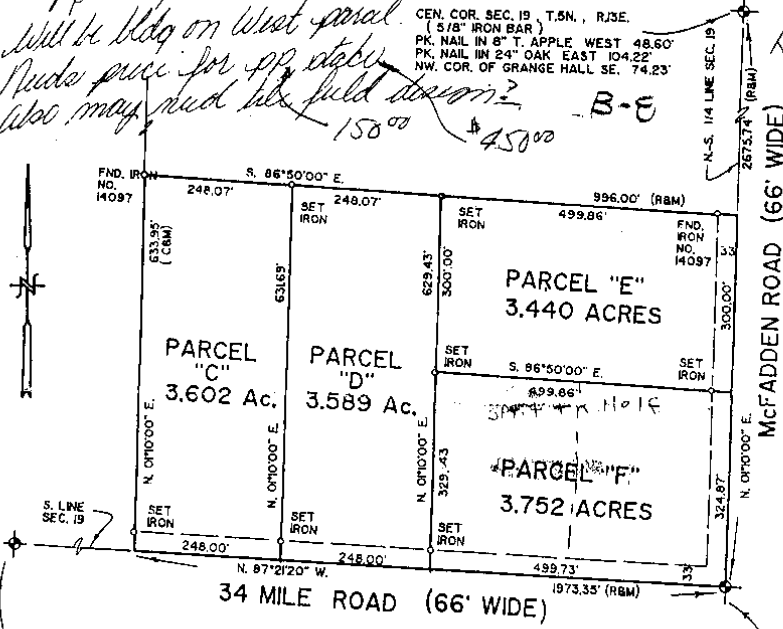 will be bldg on West parcel.
Needs price for pp stake
also may need tile field design?
150.00
$450.00
B-E
CEN. COR. SEC. 19, T.5N., R.13E.
( 5/8" IRON BAR )
PK. NAIL IN 8" T. APPLE WEST 48.60'
PK. NAIL IIN 24" OAK EAST 104.22'
NW. COR. OF GRANGE HALL SE. 74.23'
N.-S. 1/4 LINE SEC. 19
2675.74' (R&M)
McFADDEN ROAD (66' WIDE)
FND. IRON
NO.
14097
S. 86°50'00" E.
248.07'
248.07'
996.00' (R&M)
499.86'
SET
IRON
SET
IRON
FND.
IRON
NO.
14097
33
633.95'
(C&M)
631.69'
629.43'
300.00'
300.00'
PARCEL "E"
3.440 ACRES
PARCEL
"C"
3.602 Ac.
PARCEL
"D"
3.589 Ac.
SET
IRON
S. 86°50'00" E.
SET
IRON
499.86'
PARCEL "F"
3.752 ACRES
N. 01°10'00" E.
N. 01°10'00" E.
N. 01°10'00" E.
329.43
324.87'
N. 01°10'00" E.
S. LINE
SEC. 19
SET
IRON
SET
IRON
SET
IRON
248.00'
248.00'
499.73'
33'
N. 87°21'20" W.
1973.35' (R&M)
34 MILE ROAD (66' WIDE)